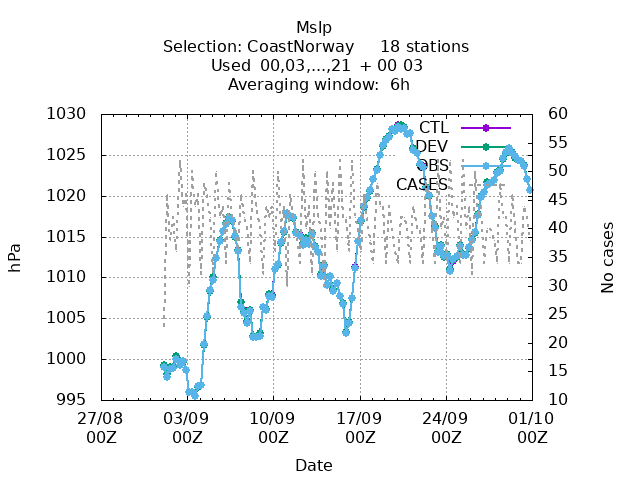 Mslp
Selection: CoastNorway 18 stations
Used 00,03,...,21 + 00 03
Averaging window: 6h
hPa
1030
1025
1020
1015
1010
1005
1000
995
CTL
DEV
OBS
CASES
60
55
50
45
40
35
30
25
20
15
10
No cases
27/08 03/09 10/09 17/09 24/09 01/10
00Z 00Z 00Z 00Z 00Z 00Z
Date